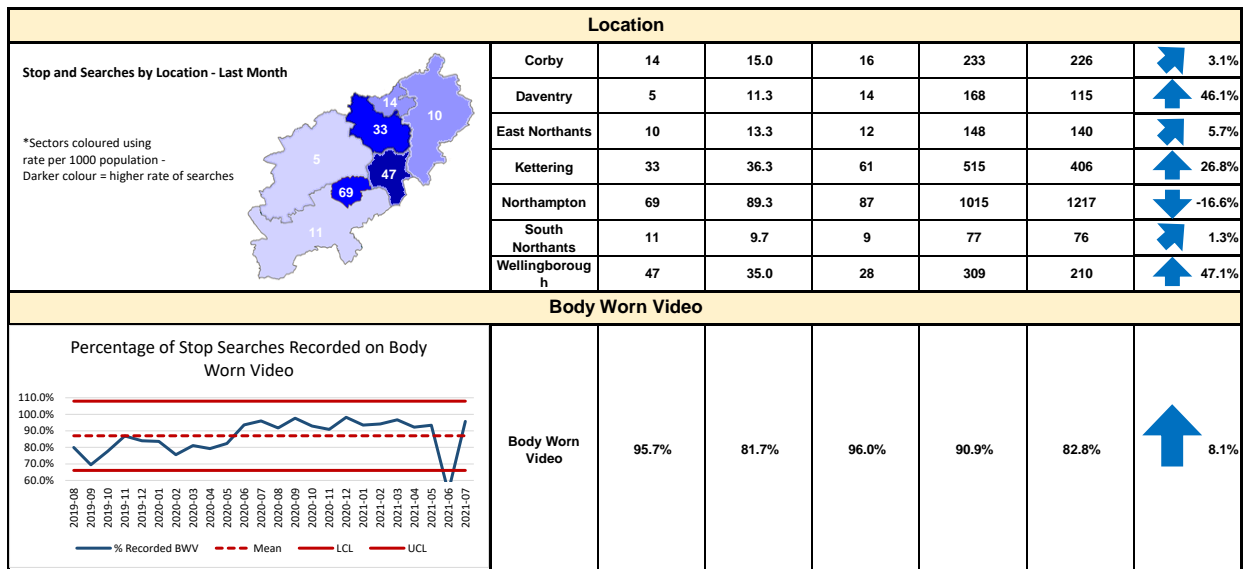 Location
Stop and Searches by Location - Last Month
*Sectors coloured using
rate per 1000 population -
Darker colour = higher rate of searches
14
10
33
5
47
69
11
Corby 14 15.0 16 233 226 3.1%
Daventry 5 11.3 14 168 115 46.1%
East Northants 10 13.3 12 148 140 5.7%
Kettering 33 36.3 61 515 406 26.8%
Northampton 69 89.3 87 1015 1217 -16.6%
South
Northants 11 9.7 9 77 76 1.3%
Wellingboroug
h 47 35.0 28 309 210 47.1%
Body Worn Video
Percentage of Stop Searches Recorded on Body
Worn Video
110.0%
100.0%
90.0%
80.0%
70.0%
60.0%
2019-08
2019-09
2019-10
2019-11
2019-12
2020-01
2020-02
2020-03
2020-04
2020-05
2020-06
2020-07
2020-08
2020-09
2020-10
2020-11
2020-12
2021-01
2021-02
2021-03
2021-04
2021-05
2021-06
2021-07
% Recorded BWV Mean LCL UCL
Body Worn
Video 95.7% 81.7% 96.0% 90.9% 82.8% 8.1%